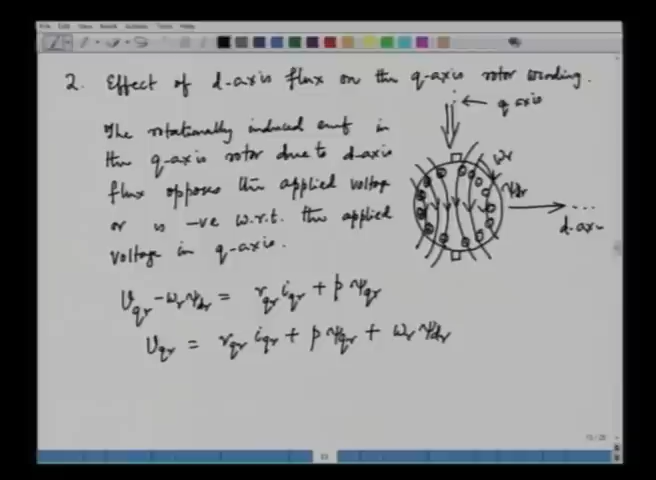 2. Effect of d-axis flux on the q-axis rotor winding.
q axis
The rotationally induced emf in
the q-axis rotor due to d-axis
flux opposes the applied voltage
or is -ve w.r.t. the applied
voltage in q-axis.
ωr
ψdr
d-axis
Vqr - ωr ψdr = rqr iqr + p ψqr
Vqr = rqr iqr + p ψqr + ωr ψdr